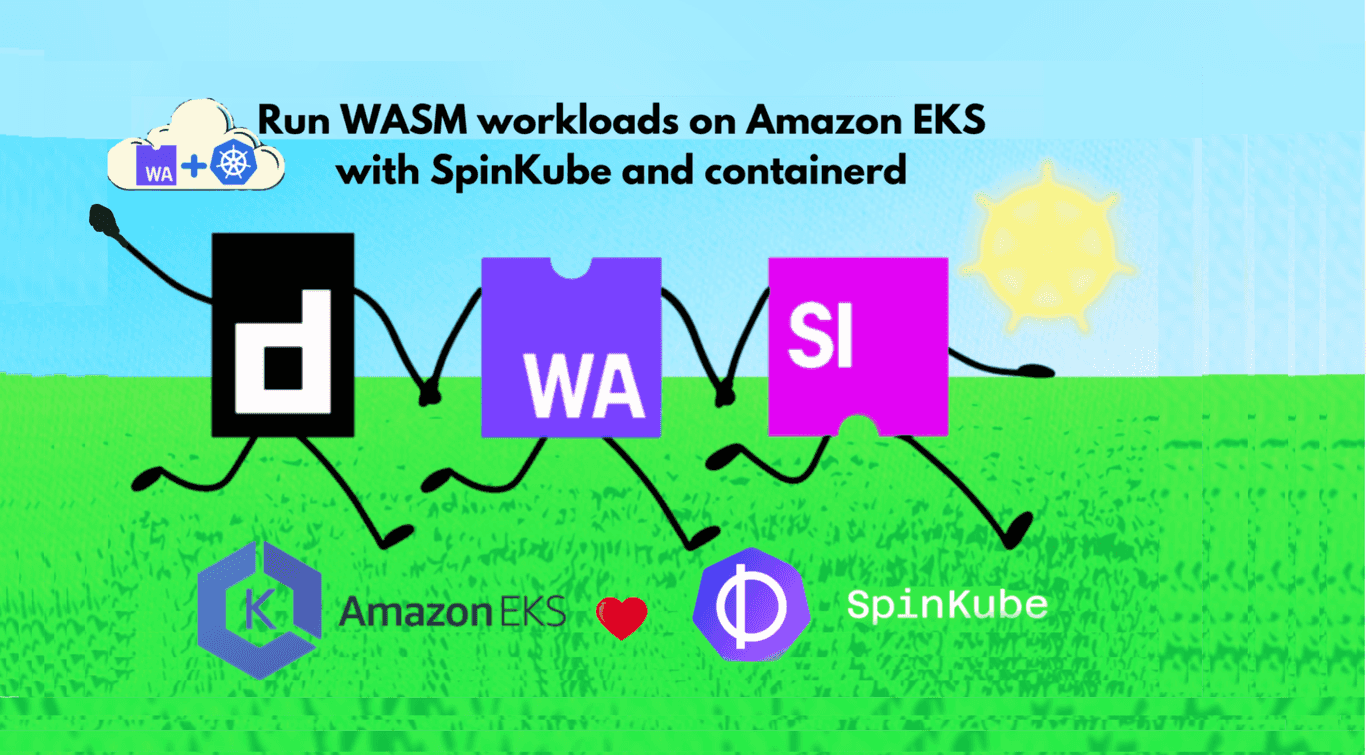 Run WASM workloads on Amazon EKS
with SpinKube and containerd
WA
d
WA
SI
K
Amazon EKS
SpinKube